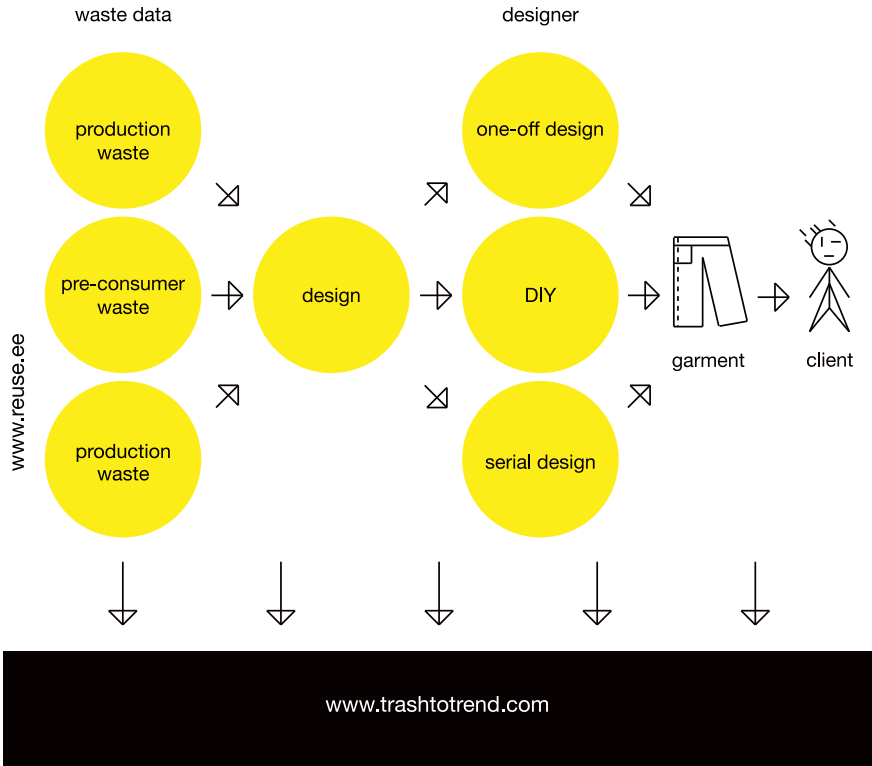 waste data
designer
production
waste
one-off design
pre-consumer
waste
design
DIY
garment
client
www.reuse.ee
production
waste
serial design
www.trashtotrend.com